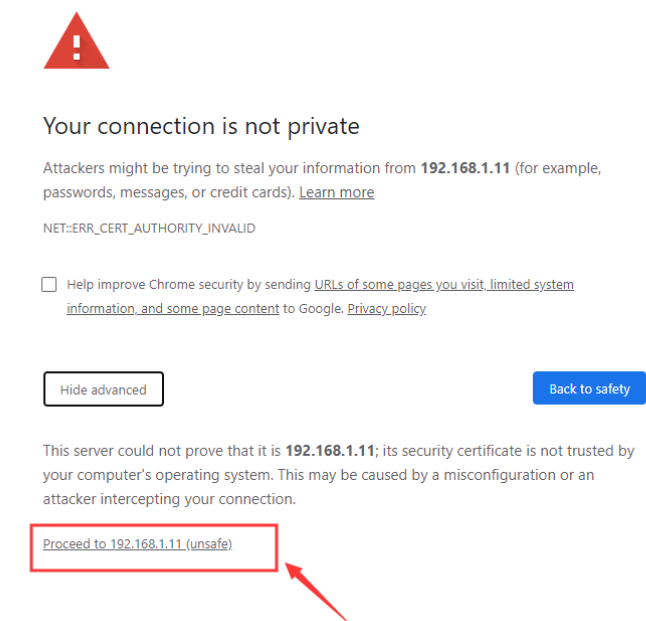 Your connection is not private
Attackers might be trying to steal your information from 192.168.1.11 (for example,
passwords, messages, or credit cards). Learn more
NET::ERR_CERT_AUTHORITY_INVALID
Help improve Chrome security by sending URLs of some pages you visit, limited system
information, and some page content to Google. Privacy policy
Hide advanced
Back to safety
This server could not prove that it is 192.168.1.11; its security certificate is not trusted by
your computer's operating system. This may be caused by a misconfiguration or an
attacker intercepting your connection.
Proceed to 192.168.1.11 (unsafe)